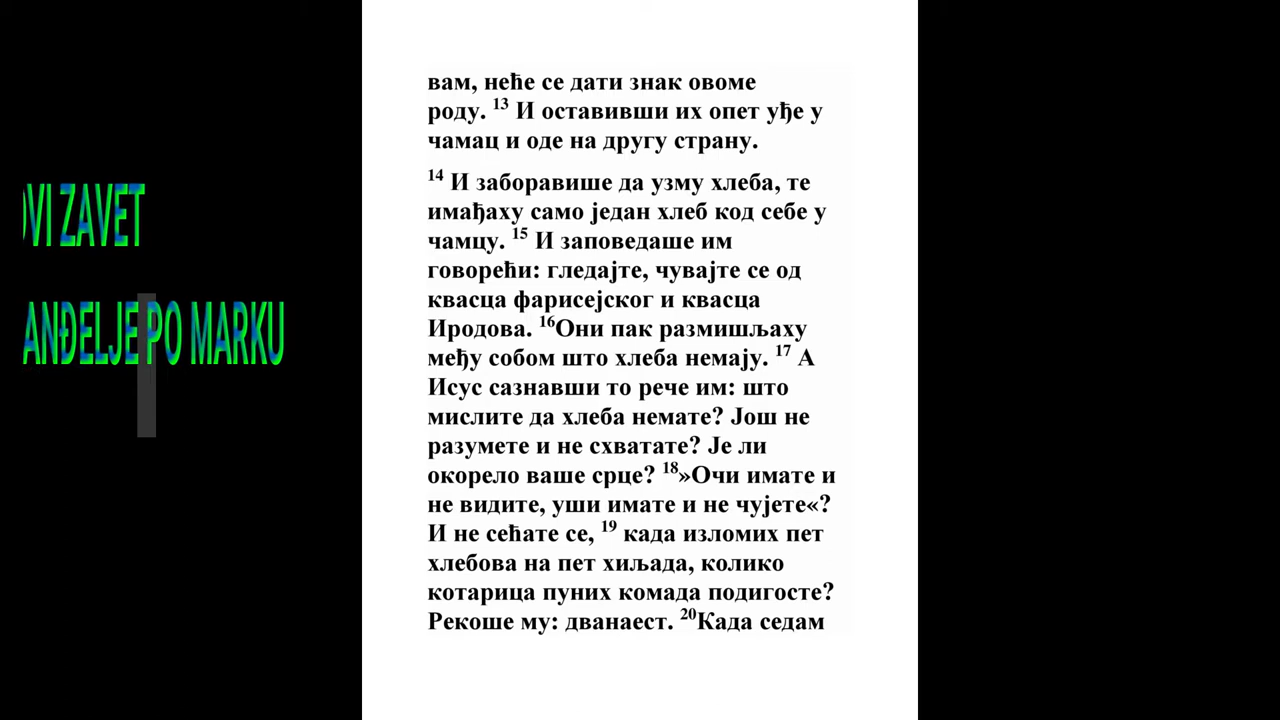 VI ZAVET
ANĐELJE PO MARKU
вам, неће се дати знак овоме
роду. 13 И оставивши их опет уђе у
чамац и оде на другу страну.
14 И заборавише да узму хлеба, те
имађаху само један хлеб код себе у
чамцу. 15 И заповедаше им
говорећи: гледајте, чувајте се од
квасца фарисејског и квасца
Иродова. 16Они пак размишљаху
међу собом што хлеба немају. 17 А
Исус сазнавши то рече им: што
мислите да хлеба немате? Још не
разумете и не схватате? Је ли
окорело ваше срце? 18»Очи имате и
не видите, уши имате и не чујете«?
И не сећате се, 19 када изломих пет
хлебова на пет хиљада, колико
котарица пуних комада подигосте?
Рекоше му: дванаест. 20Када седам